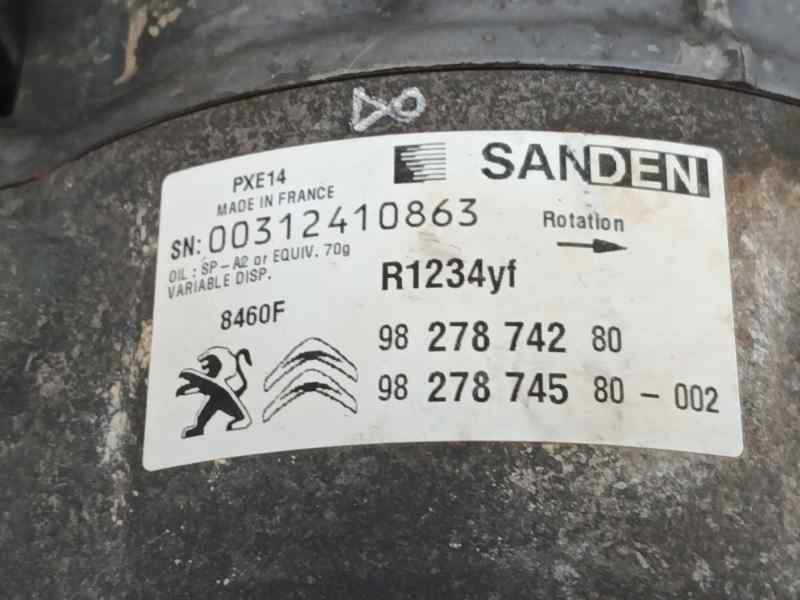 PXE14
SANDEN
MADE IN FRANCE
SN: 00312410863
Rotation
OIL : SP - A2 or EQUIV. 70g
VARIABLE DISP.
R1234yf
8460F
98 278 742 80
98 278 745 80 - 002